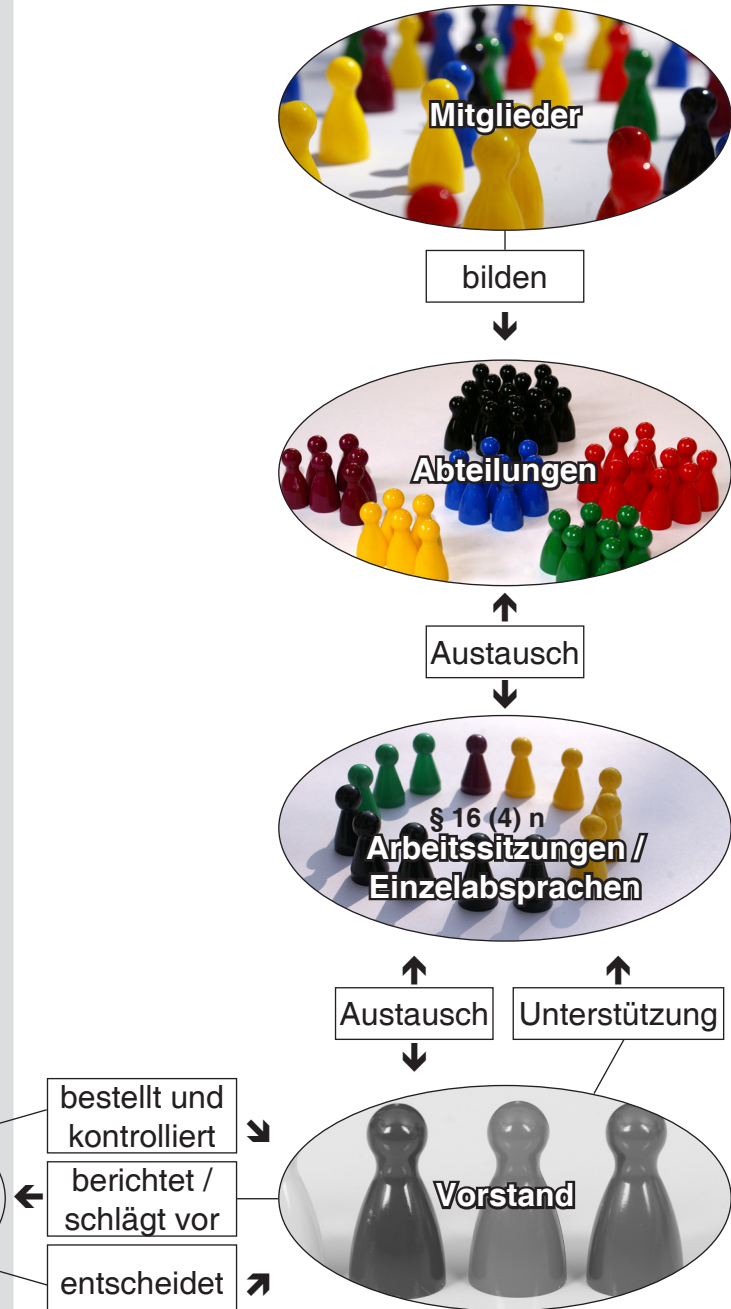 Mitglieder
bilden
Abteilungen
Austausch
§ 16 (4) n
Arbeitssitzungen /
Einzelabsprachen
Austausch
Unterstützung
bestellt und
kontrolliert
berichtet /
schlägt vor
Vorstand
entscheidet